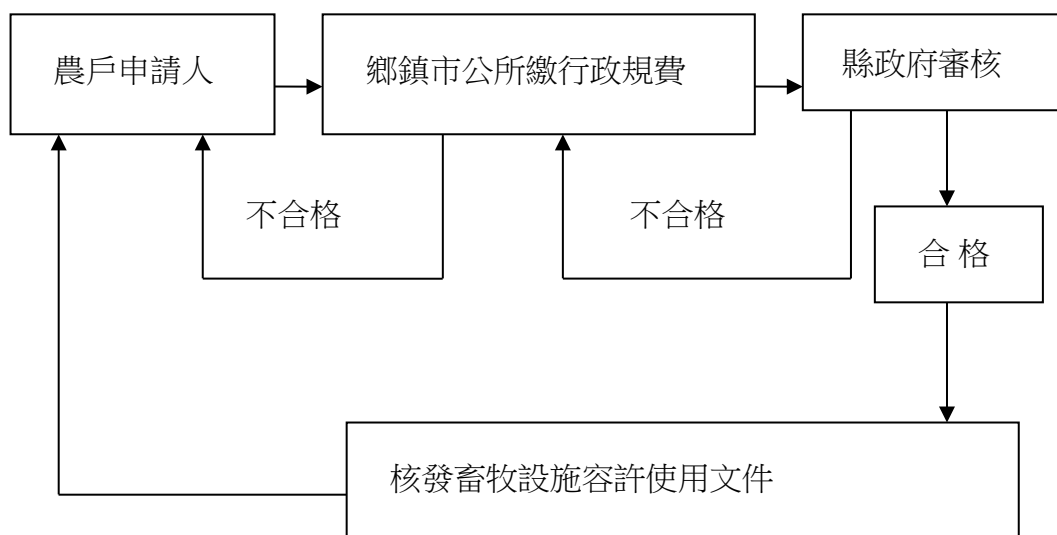 農戶申請人
鄉鎮市公所繳行政規費
縣政府審核
不合格
不合格
合 格
核發畜牧設施容許使用文件